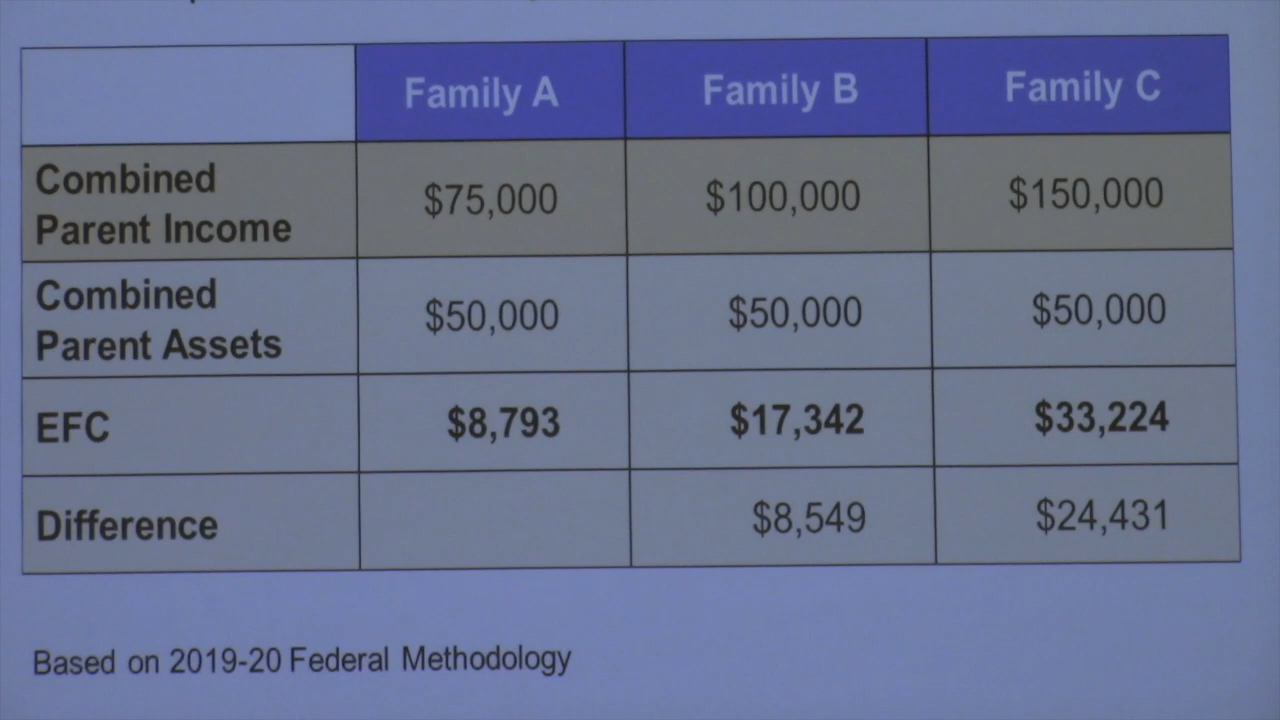 Family A Family B Family C
Combined
Parent Income $75,000 $100,000 $150,000
Combined
Parent Assets $50,000 $50,000 $50,000
EFC $8,793 $17,342 $33,224
Difference $8,549 $24,431
Based on 2019-20 Federal Methodology